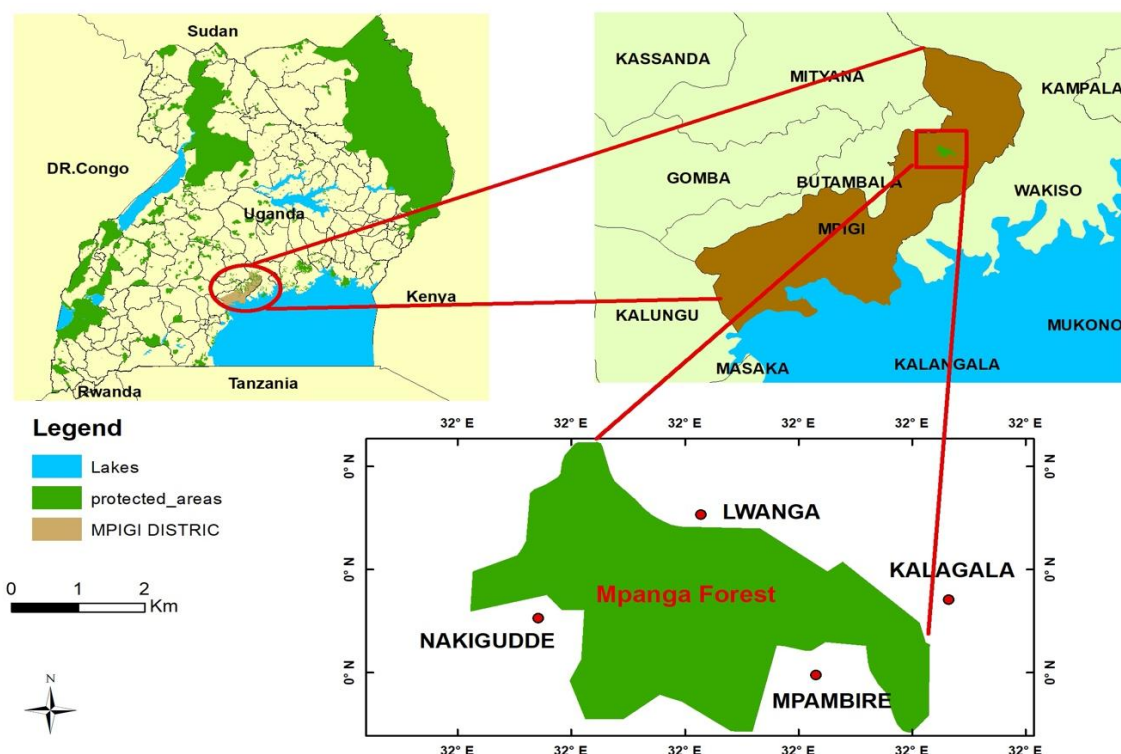 Sudan
DR.Congo
Uganda
Kenya
Tanzania
Rwanda
KASSANDA
MITYANA
KAMPALA
GOMBA
BUTAMBALA
WAKISO
MPIGI
KALUNGU
MUKONO
MASAKA
KALANGALA
Legend
Lakes
protected_areas
MPIGI DISTRIC
0 1 2
Km
N
32° E 32° E 32° E 32° E 32° E 32° E
0° N 0° N
LWANGA
KALAGALA
Mpanga Forest
0° N 0° N
NAKIGUDDE
MPAMBIRE
0° N 0° N
32° E 32° E 32° E 32° E 32° E 32° E